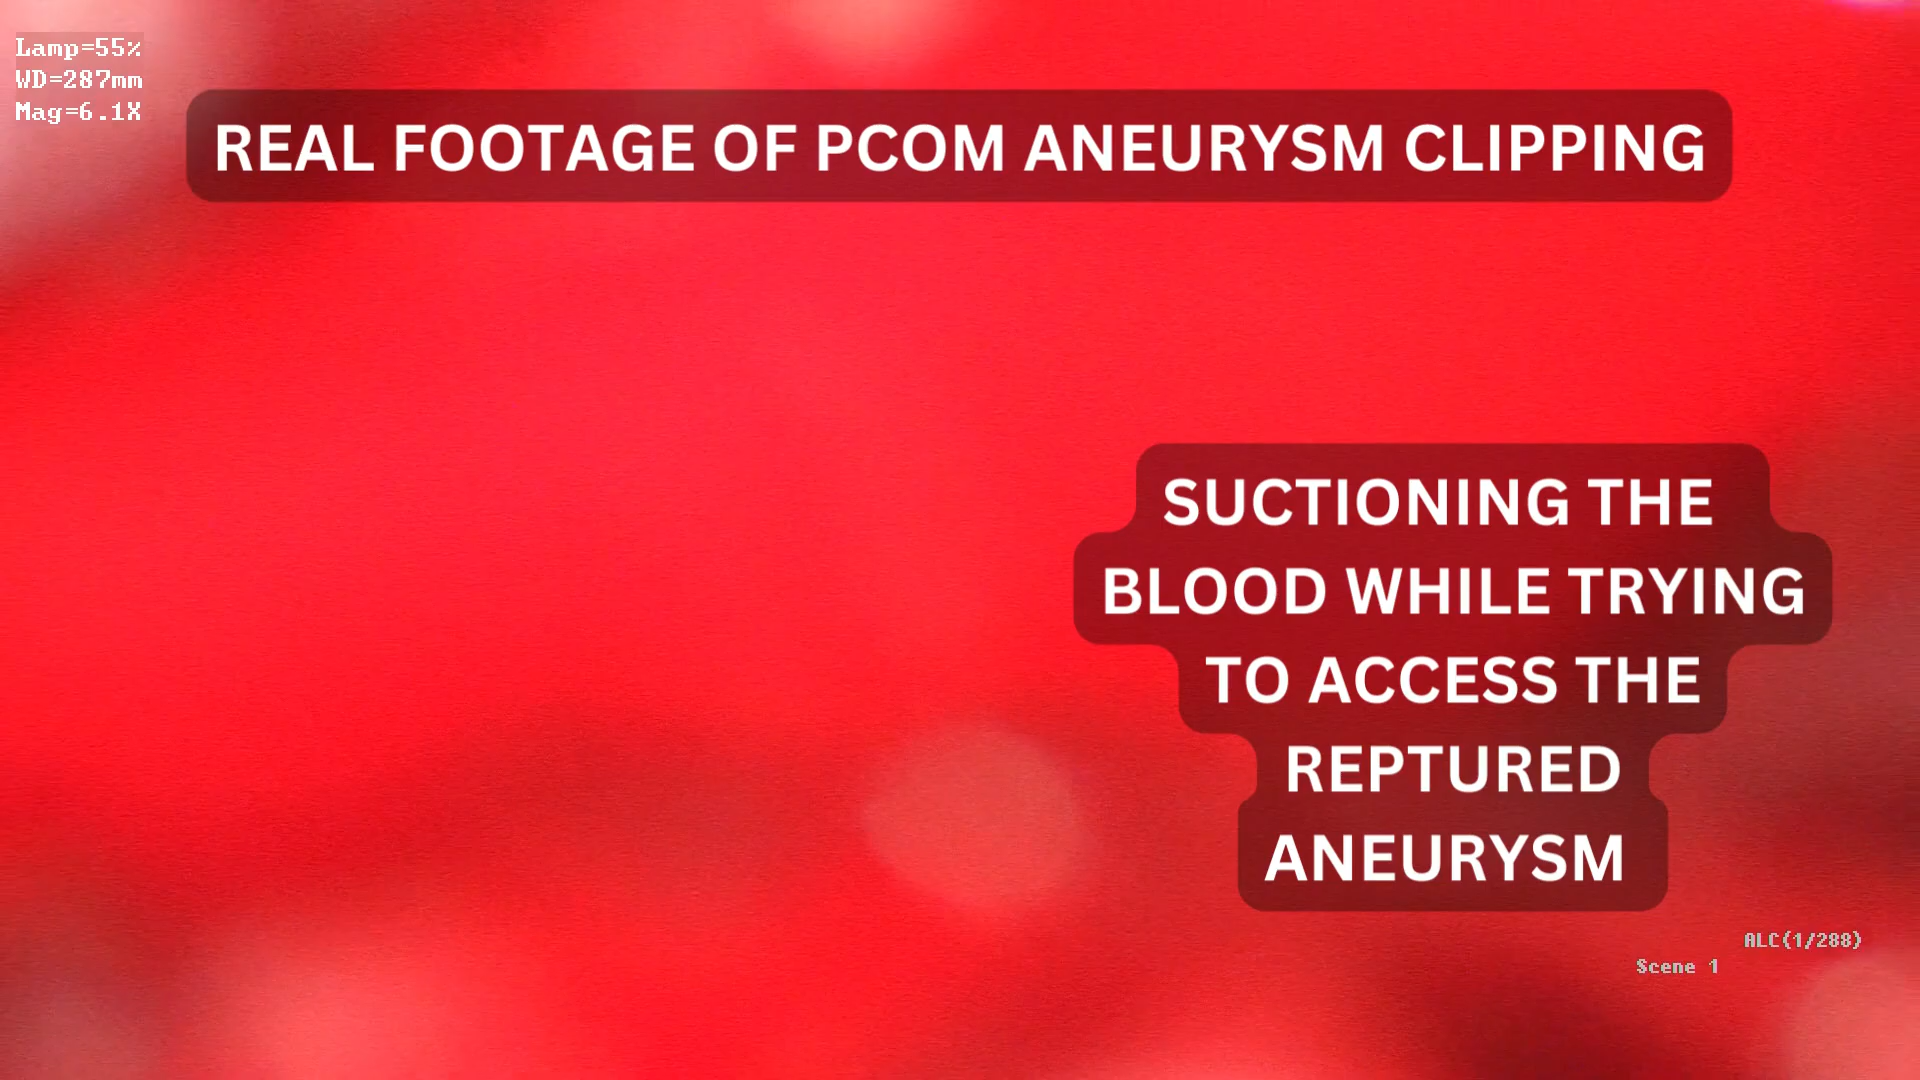 Lamp=55%
WD=287mm
Mag=6.1X
REAL FOOTAGE OF PCOM ANEURYSM CLIPPING
SUCTIONING THE
BLOOD WHILE TRYING
TO ACCESS THE
REPTURED
ANEURYSM
ALC(1/288)
Scene 1